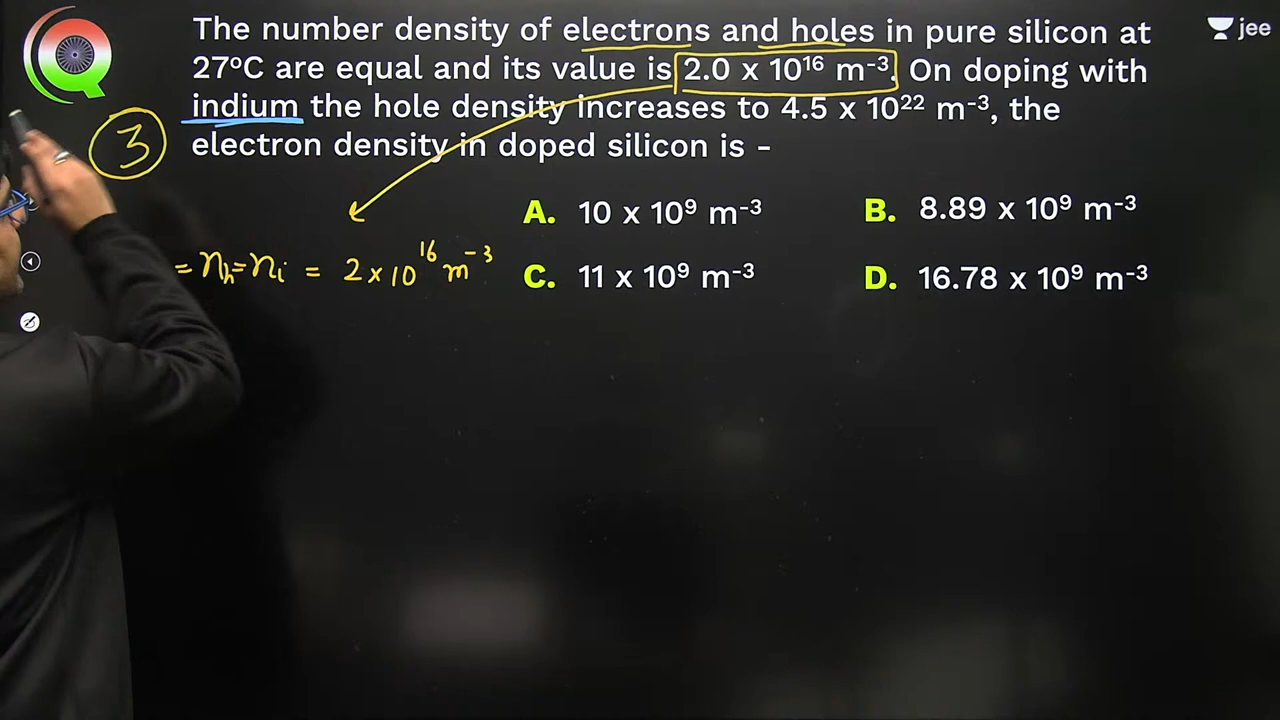 The number density of electrons and holes in pure silicon at
27°C are equal and its value is 2.0 x 10¹⁶ m⁻³. On doping with
indium the hole density increases to 4.5 x 10²² m⁻³, the
electron density in doped silicon is -
jee
3
A. 10 x 10⁹ m⁻³
B. 8.89 x 10⁹ m⁻³
= nₕ = nᵢ = 2 x 10¹⁶ m⁻³
C. 11 x 10⁹ m⁻³
D. 16.78 x 10⁹ m⁻³